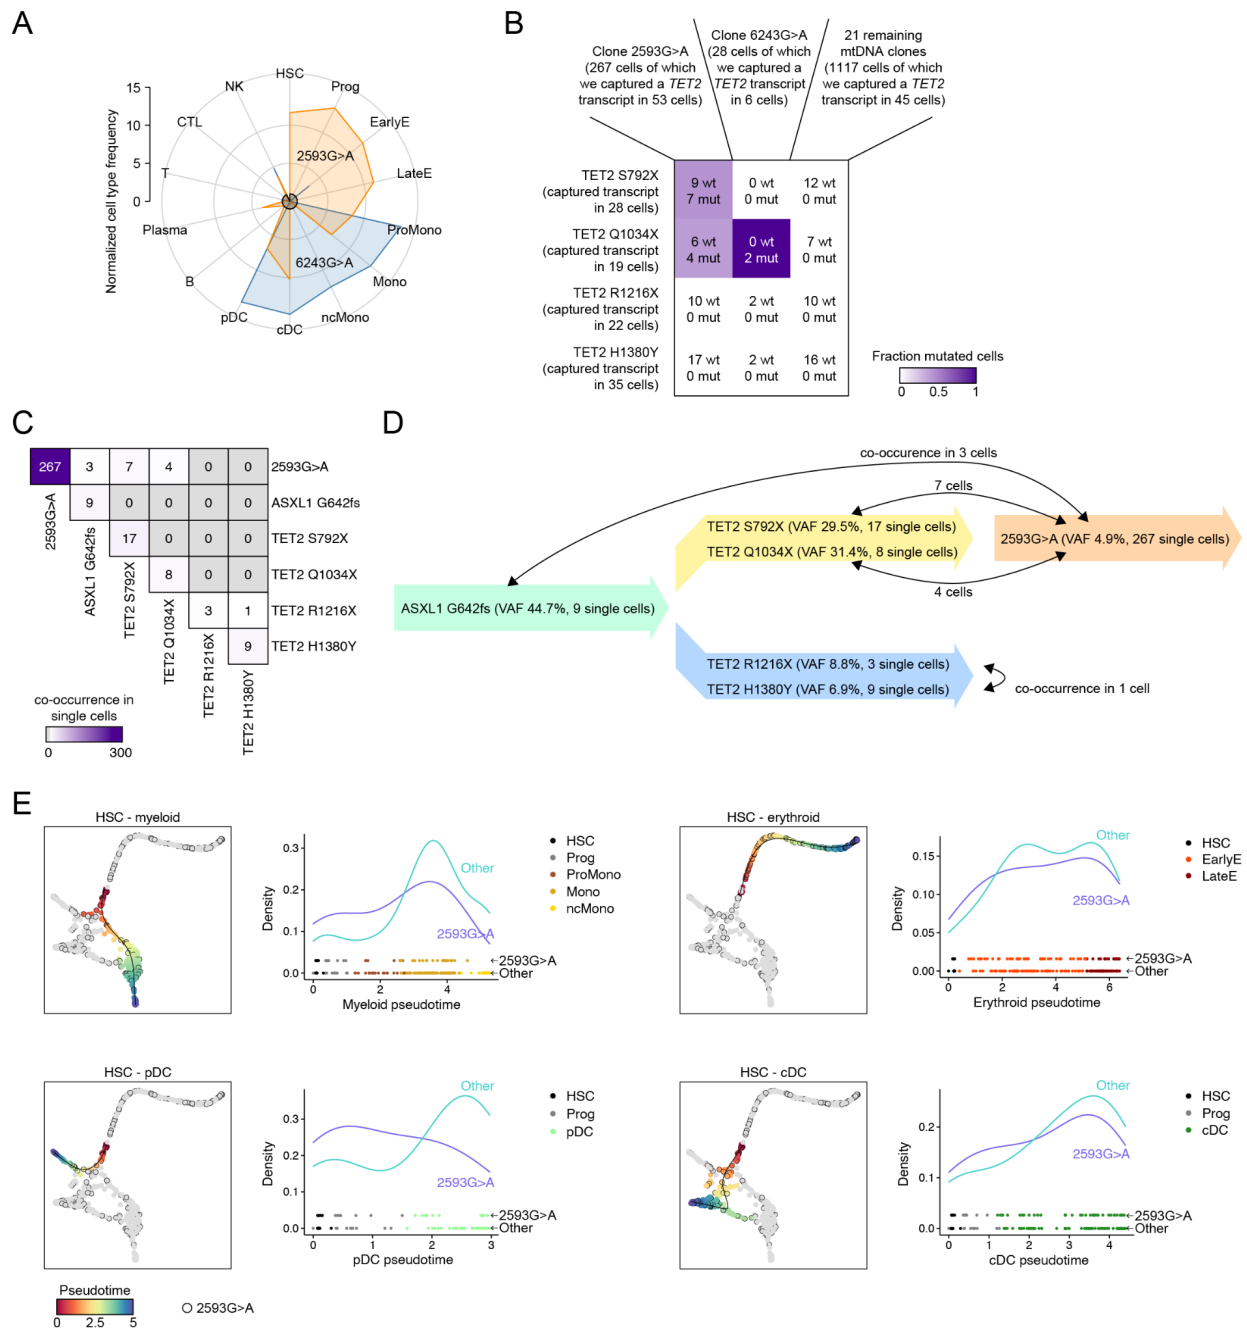 A
Normalized cell type frequency
15
10
5
0
HSC
Prog
EarlyE
LateE
ProMono
Mono
ncMono
cDC
pDC
B
Plasma
T
CTL
NK
2593G>A
6243G>A
B
Clone 2593G>A
(267 cells of which
we captured a TET2
transcript in 53 cells)
Clone 6243G>A
(28 cells of which
we captured a
TET2 transcript
in 6 cells)
21 remaining
mtDNA clones
(1117 cells of which
we captured a TET2
transcript in 45 cells)
TET2 S792X
(captured transcript
in 28 cells)
9 wt 0 wt 12 wt
7 mut 0 mut 0 mut
TET2 Q1034X
(captured transcript
in 19 cells)
6 wt 0 wt 7 wt
4 mut 2 mut 0 mut
TET2 R1216X
(captured transcript
in 22 cells)
10 wt 2 wt 10 wt
0 mut 0 mut 0 mut
TET2 H1380Y
(captured transcript
in 35 cells)
17 wt 2 wt 16 wt
0 mut 0 mut 0 mut
Fraction mutated cells
0 0.5 1
C
267 3 7 4 0 0 2593G>A
9 0 0 0 0 ASXL1 G642fs
17 0 0 0 TET2 S792X
8 0 0 TET2 Q1034X
3 1 TET2 R1216X
9 TET2 H1380Y
2593G>A
ASXL1 G642fs
TET2 S792X
TET2 Q1034X
TET2 R1216X
TET2 H1380Y
co-occurrence in
single cells
0 300
D
co-occurence in 3 cells
7 cells
TET2 S792X (VAF 29.5%, 17 single cells)
TET2 Q1034X (VAF 31.4%, 8 single cells)
2593G>A (VAF 4.9%, 267 single cells)
4 cells
ASXL1 G642fs (VAF 44.7%, 9 single cells)
TET2 R1216X (VAF 8.8%, 3 single cells)
TET2 H1380Y (VAF 6.9%, 9 single cells)
co-occurrence in 1 cell
E
HSC - myeloid
Density
0.3
0.2
0.1
0.0
Other
2593G>A
←2593G>A
←Other
0 2 4
Myeloid pseudotime
HSC
Prog
ProMono
Mono
ncMono
HSC - erythroid
Density
0.15
0.10
0.05
0.00
Other
2593G>A
←2593G>A
←Other
0 2 4 6
Erythroid pseudotime
HSC
EarlyE
LateE
HSC - pDC
Density
0.3
0.2
0.1
0.0
Other
2593G>A
←2593G>A
←Other
0 1 2 3
pDC pseudotime
HSC
Prog
pDC
HSC - cDC
Density
0.2
0.1
0.0
Other
2593G>A
←2593G>A
←Other
0 1 2 3 4
cDC pseudotime
HSC
Prog
cDC
Pseudotime
0 2.5 5
2593G>A